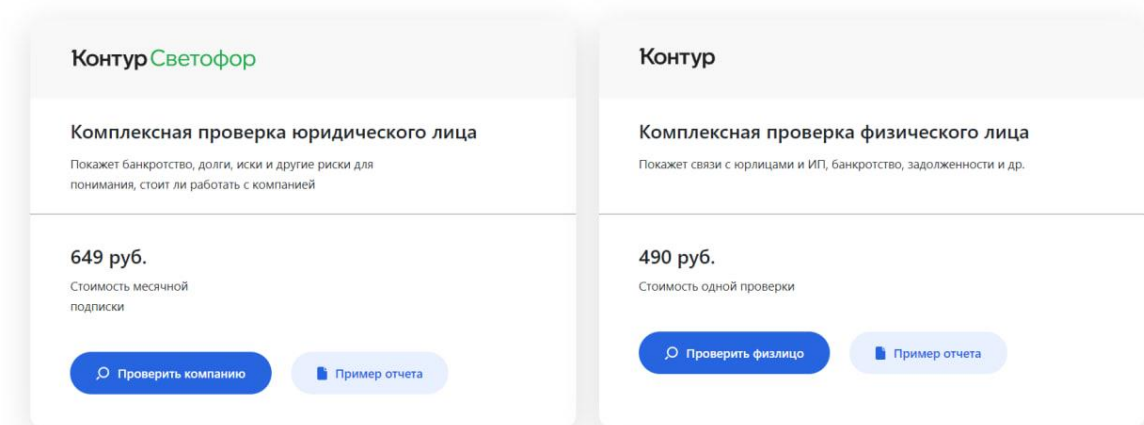 Контур Светофор
Комплексная проверка юридического лица
Покажет банкротство, долги, иски и другие риски для
понимания, стоит ли работать с компанией
649 руб.
Стоимость месячной
подписки
Проверить компанию
Пример отчета
Контур
Комплексная проверка физического лица
Покажет связи с юрлицами и ИП, банкротство, задолженности и др.
490 руб.
Стоимость одной проверки
Проверить физлицо
Пример отчета